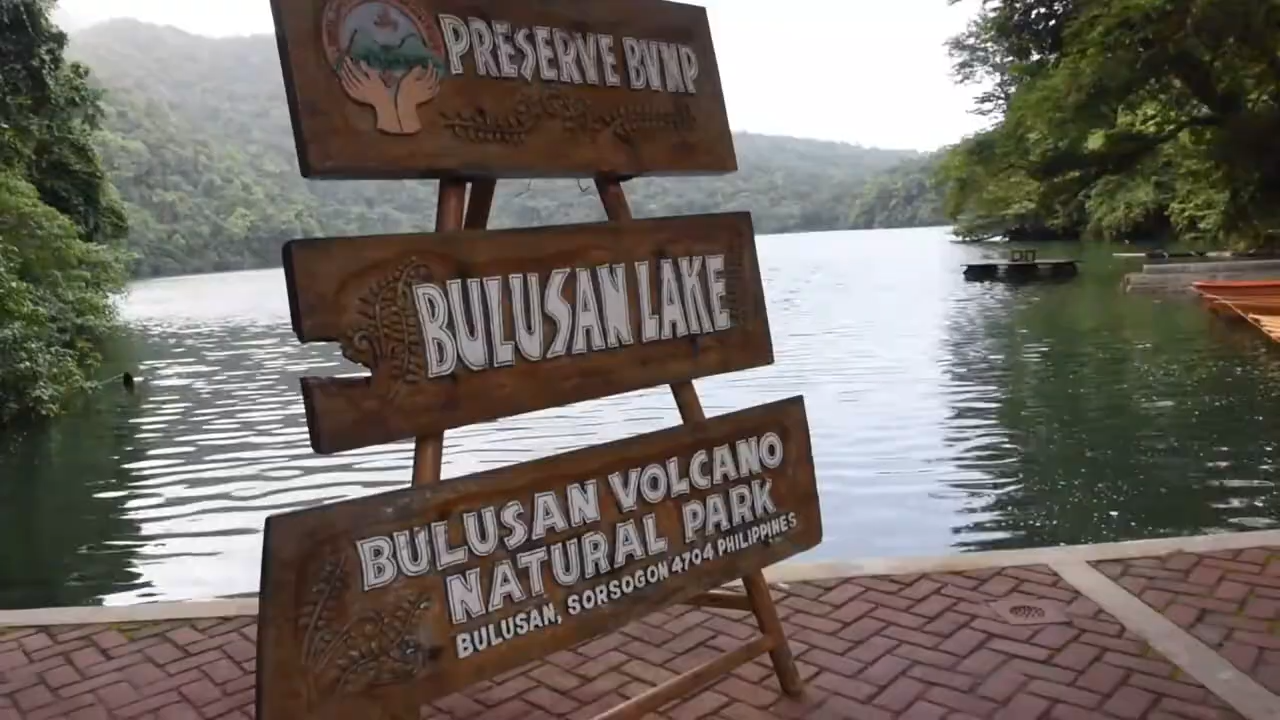 PRESERVE BVNP
BULUSAN LAKE
BULUSAN VOLCANO
NATURAL PARK
BULUSAN, SORSOGON 4704 PHILIPPINES